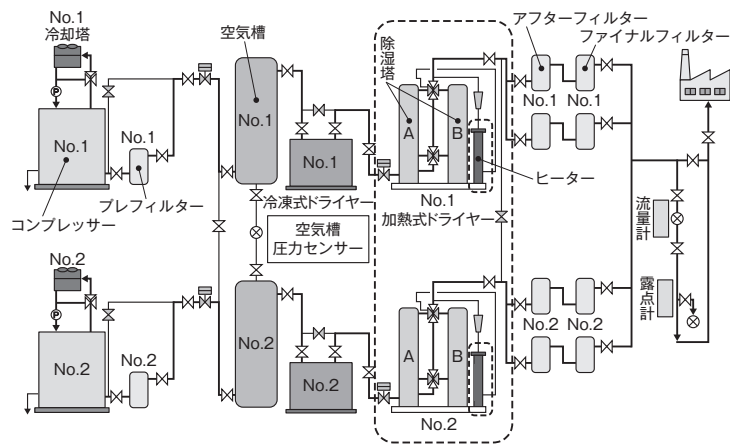 No.1
冷却塔
空気槽
アフターフィルター
ファイナルフィルター
除湿塔
P
No.1
No.1
No.1
No.1
No.1
A
B
No.1
No.1
コンプレッサー
プレフィルター
冷凍式ドライヤー
加熱式ドライヤー
ヒーター
空気槽
圧力センサー
流量計
露点計
No.2
P
No.2
No.2
No.2
No.2
A
B
No.2
No.2
No.2